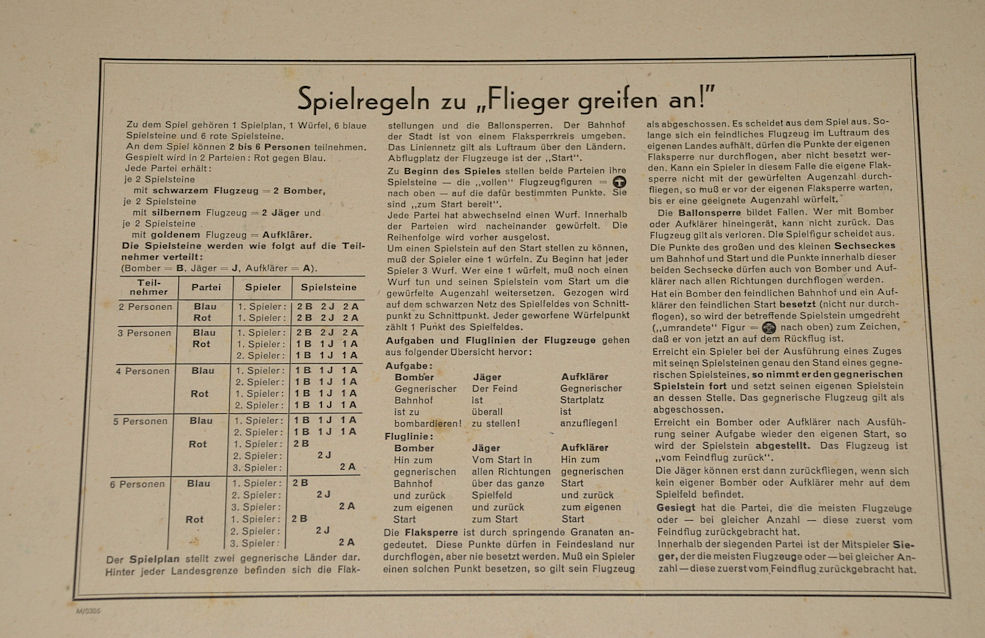 Spielregeln zu „Flieger greifen an!"
Zu dem Spiel gehören 1 Spielplan, 1 Würfel, 6 blaue
Spielsteine und 6 rote Spielsteine.
An dem Spiel können 2 bis 6 Personen teilnehmen.
Gespielt wird in 2 Parteien: Rot gegen Blau.
Jede Partei erhält:
je 2 Spielsteine
mit schwarzem Flugzeug = 2 Bomber,
je 2 Spielsteine
mit silbernem Flugzeug = 2 Jäger und
je 2 Spielsteine
mit goldenem Flugzeug = Aufklärer.
Die Spielsteine werden wie folgt auf die Teil-
nehmer verteilt:
(Bomber = B, Jäger = J, Aufklärer = A).
Teil-
nehmer Partei Spieler Spielsteine
2 Personen Blau 1. Spieler: 2 B 2 J 2 A
Rot 1. Spieler: 2 B 2 J 2 A
3 Personen Blau 1. Spieler: 2 B 2 J 2 A
Rot 1. Spieler: 1 B 1 J 1 A
2. Spieler: 1 B 1 J 1 A
4 Personen Blau 1. Spieler: 1 B 1 J 1 A
2. Spieler: 1 B 1 J 1 A
Rot 1. Spieler: 1 B 1 J 1 A
2. Spieler: 1 B 1 J 1 A
5 Personen Blau 1. Spieler: 1 B 1 J 1 A
2. Spieler: 1 B 1 J 1 A
Rot 1. Spieler: 2 B
2. Spieler: 2 J
3. Spieler: 2 A
6 Personen Blau 1. Spieler: 2 B
2. Spieler: 2 J
3. Spieler: 2 A
Rot 1. Spieler: 2 B
2. Spieler: 2 J
3. Spieler: 2 A
Der Spielplan stellt zwei gegnerische Länder dar.
Hinter jeder Landesgrenze befinden sich die Flak-
stellungen und die Ballonsperren. Der Bahnhof
der Stadt ist von einem Flaksperrkreis umgeben.
Das Liniennetz gilt als Luftraum über den Ländern.
Abflugplatz der Flugzeuge ist der „Start".
Zu Beginn des Spieles stellen beide Parteien ihre
Spielsteine — die „vollen" Flugzeugfiguren =
nach oben — auf die dafür bestimmten Punkte. Sie
sind „zum Start bereit".
Jede Partei hat abwechselnd einen Wurf. Innerhalb
der Parteien wird nacheinander gewürfelt. Die
Reihenfolge wird vorher ausgelost.
Um einen Spielstein auf den Start stellen zu können,
muß der Spieler eine 1 würfeln. Zu Beginn hat jeder
Spieler 3 Wurf. Wer eine 1 würfelt, muß noch einen
Wurf tun und seinen Spielstein vom Start um die
gewürfelte Augenzahl weitersetzen. Gezogen wird
auf dem schwarzen Netz des Spielfeldes von Schnitt-
punkt zu Schnittpunkt. Jeder geworfene Würfelpunkt
zählt 1 Punkt des Spielfeldes.
Aufgaben und Fluglinien der Flugzeuge gehen
aus folgender Übersicht hervor:
Aufgabe:
Bomber Jäger Aufklärer
Gegnerischer Der Feind Gegnerischer
Bahnhof ist Startplatz
ist zu überall ist
bombardieren! zu stellen! anzufliegen!
Fluglinie:
Bomber Jäger Aufklärer
Hin zum Vom Start in Hin zum
gegnerischen allen Richtungen gegnerischen
Bahnhof über das ganze Start
und zurück Spielfeld und zurück
zum eigenen und zurück zum eigenen
Start zum Start Start
Die Flaksperre ist durch springende Granaten an-
gedeutet. Diese Punkte dürfen in Feindesland nur
durchflogen, aber nie besetzt werden. Muß ein Spieler
einen solchen Punkt besetzen, so gilt sein Flugzeug
als abgeschossen. Es scheidet aus dem Spiel aus. So-
lange sich ein feindliches Flugzeug im Luftraum des
eigenen Landes aufhält, dürfen die Punkte der eigenen
Flaksperre nur durchflogen, aber nicht besetzt wer-
den. Kann ein Spieler in diesem Falle die eigene Flak-
sperre nicht mit der gewürfelten Augenzahl durch-
fliegen, so muß er vor der eigenen Flaksperre warten,
bis er eine geeignete Augenzahl würfelt.
Die Ballonsperre bildet Fallen. Wer mit Bomber
oder Aufklärer hineingerät, kann nicht zurück. Das
Flugzeug gilt als verloren. Die Spielfigur scheidet aus.
Die Punkte des großen und des kleinen Sechseckes
um Bahnhof und Start und die Punkte innerhalb dieser
beiden Sechsecke dürfen auch von Bomber und Auf-
klärer nach allen Richtungen durchflogen werden.
Hat ein Bomber den feindlichen Bahnhof und ein Auf-
klärer den feindlichen Start besetzt (nicht nur durch-
flogen), so wird der betreffende Spielstein umgedreht
(„umrandete" Figur = nach oben) zum Zeichen,
daß er von jetzt an auf dem Rückflug ist.
Erreicht ein Spieler bei der Ausführung eines Zuges
mit seinen Spielsteinen genau den Stand eines gegne-
rischen Spielsteines, so nimmt er den gegnerischen
Spielstein fort und setzt seinen eigenen Spielstein
an dessen Stelle. Das gegnerische Flugzeug gilt als
abgeschossen.
Erreicht ein Bomber oder Aufklärer nach Ausfüh-
rung seiner Aufgabe wieder den eigenen Start, so
wird der Spielstein abgestellt. Das Flugzeug ist
„vom Feindflug zurück".
Die Jäger können erst dann zurückfliegen, wenn sich
kein eigener Bomber oder Aufklärer mehr auf dem
Spielfeld befindet.
Gesiegt hat die Partei, die die meisten Flugzeuge
oder — bei gleicher Anzahl — diese zuerst vom
Feindflug zurückgebracht hat.
Innerhalb der siegenden Partei ist der Mitspieler Sie-
ger, der die meisten Flugzeuge oder — bei gleicher An-
zahl — diese zuerst vom Feindflug zurückgebracht hat.
M/0305